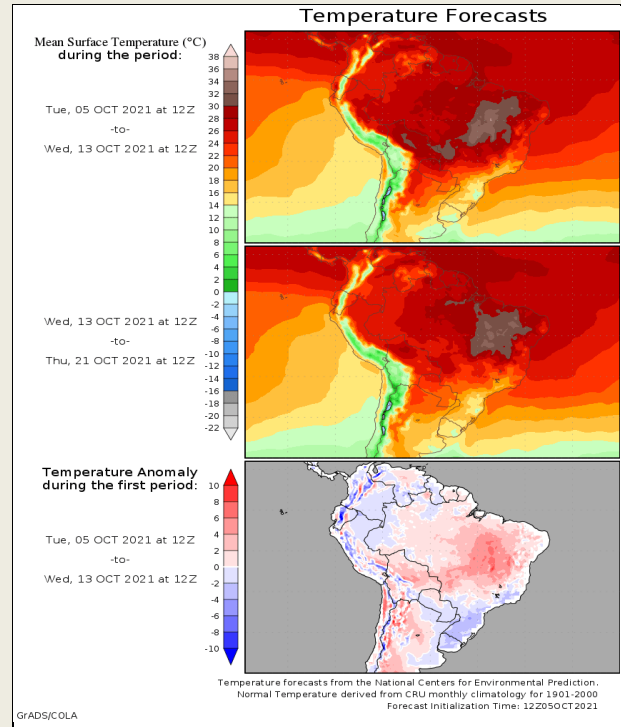 Temperature Forecasts
Mean Surface Temperature (°C)
during the period:
Tue, 05 OCT 2021 at 12Z
-to-
Wed, 13 OCT 2021 at 12Z
38
36
34
32
30
28
26
24
22
20
18
16
14
12
10
8
6
4
2
0
-2
-4
-6
-8
-10
-12
-14
-16
-18
-20
-22
Wed, 13 OCT 2021 at 12Z
-to-
Thu, 21 OCT 2021 at 12Z
Temperature Anomaly
during the first period:
Tue, 05 OCT 2021 at 12Z
-to-
Wed, 13 OCT 2021 at 12Z
10
8
6
4
2
0
-2
-4
-6
-8
-10
Temperature forecasts from the National Centers for Environmental Prediction.
Normal Temperature derived from CRU monthly climatology for 1901-2000
Forecast Initialization Time: 12Z05OCT2021
GrADS/COLA